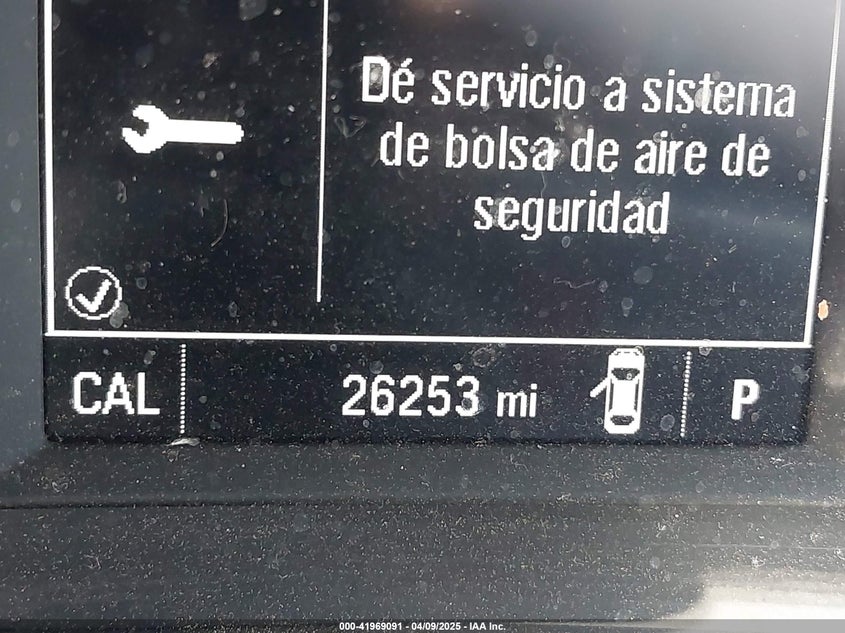 Dé servicio a sistema
de bolsa de aire de
seguridad
CAL 26253 mi P
000-41969091 - 04/09/2025 - IAA Inc.